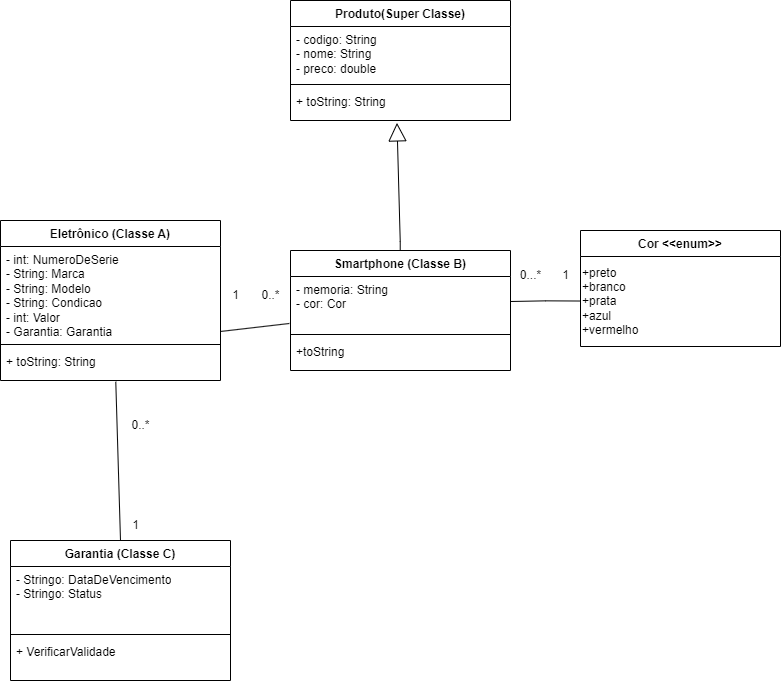 Produto(Super Classe)
- codigo: String
- nome: String
- preco: double
+ toString: String
Eletrônico (Classe A)
- int: NumeroDeSerie
- String: Marca
- String: Modelo
- String: Condicao
- int: Valor
- Garantia: Garantia
+ toString: String
1
0..*
Smartphone (Classe B)
- memoria: String
- cor: Cor
+toString
0...*
1
Cor <<enum>>
+preto
+branco
+prata
+azul
+vermelho
0..*
1
Garantia (Classe C)
- Stringo: DataDeVencimento
- Stringo: Status
+ VerificarValidade